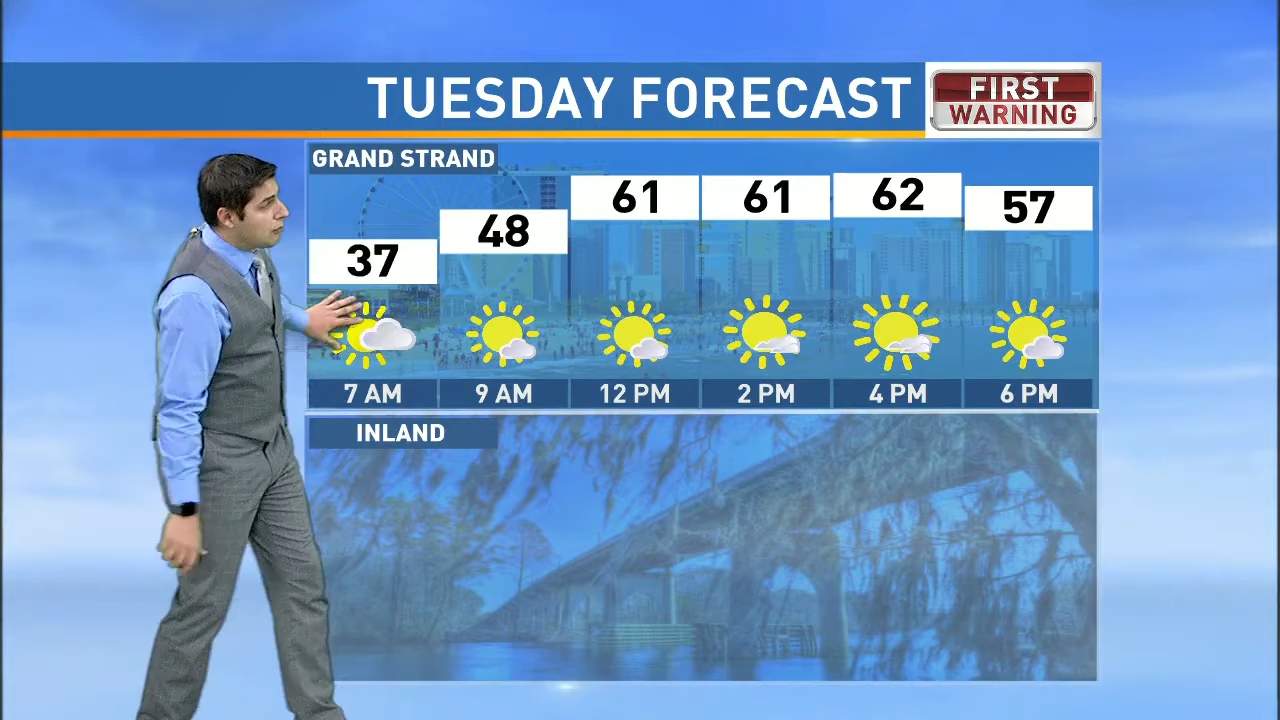 TUESDAY FORECAST
FIRST
WARNING
GRAND STRAND
37 48 61 61 62 57
7 AM 9 AM 12 PM 2 PM 4 PM 6 PM
INLAND